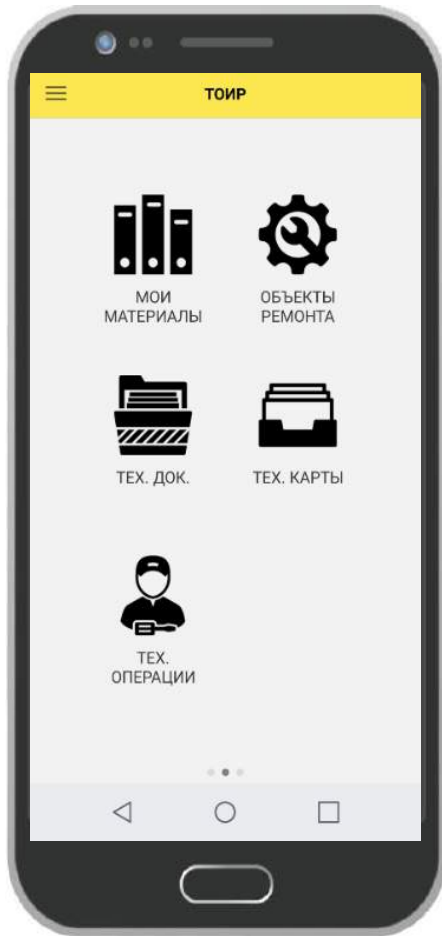 ТОИР
МОИ
МАТЕРИАЛЫ
ОБЪЕКТЫ
РЕМОНТА
ТЕХ. ДОК.
ТЕХ. КАРТЫ
ТЕХ.
ОПЕРАЦИИ